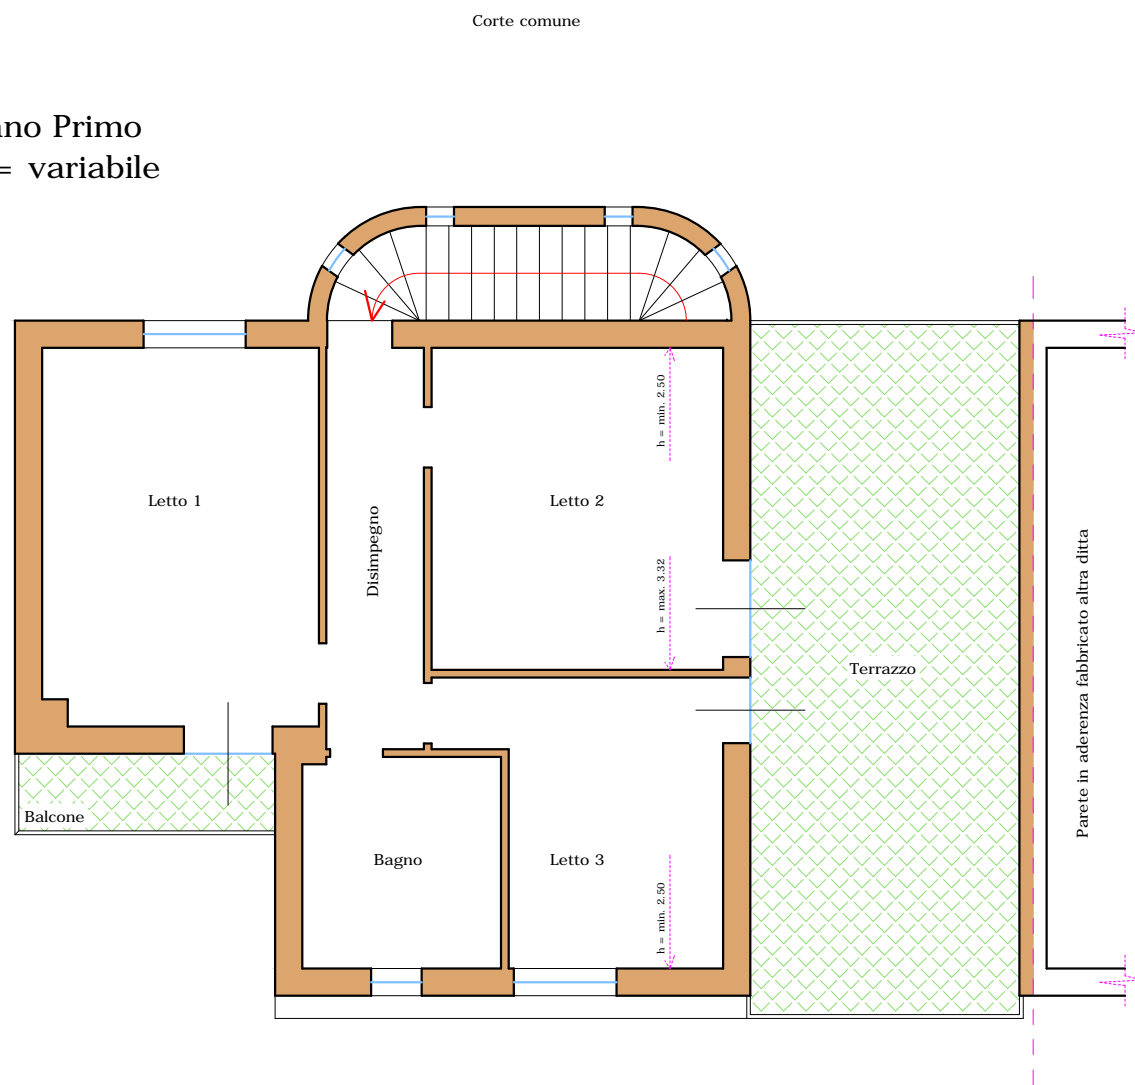 Corte comune
no Primo
= variabile
h = min. 2.50
Letto 1
Letto 2
Disimpegno
h = max. 3.32
Terrazzo
Parete in aderenza fabbricato altra ditta
Balcone
Bagno
Letto 3
h = min. 2.50